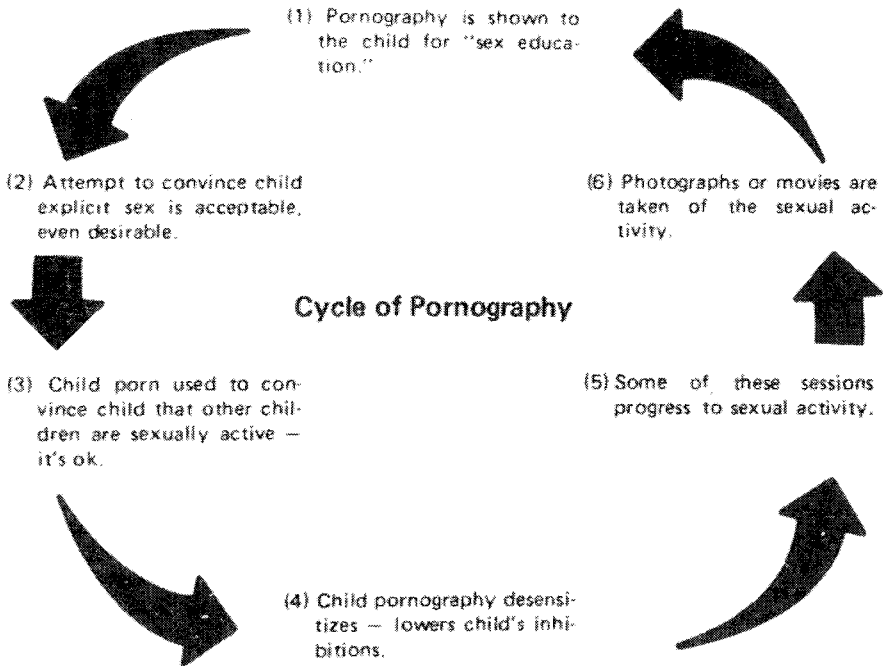 (1) Pornography is shown to
the child for "sex educa-
tion."
(2) Attempt to convince child
explicit sex is acceptable,
even desirable.
(3) Child porn used to con-
vince child that other chil-
dren are sexually active —
it's ok.
(4) Child pornography desensi-
tizes — lowers child's inhi-
bitions.
(5) Some of these sessions
progress to sexual activity.
(6) Photographs or movies are
taken of the sexual ac-
tivity.
Cycle of Pornography